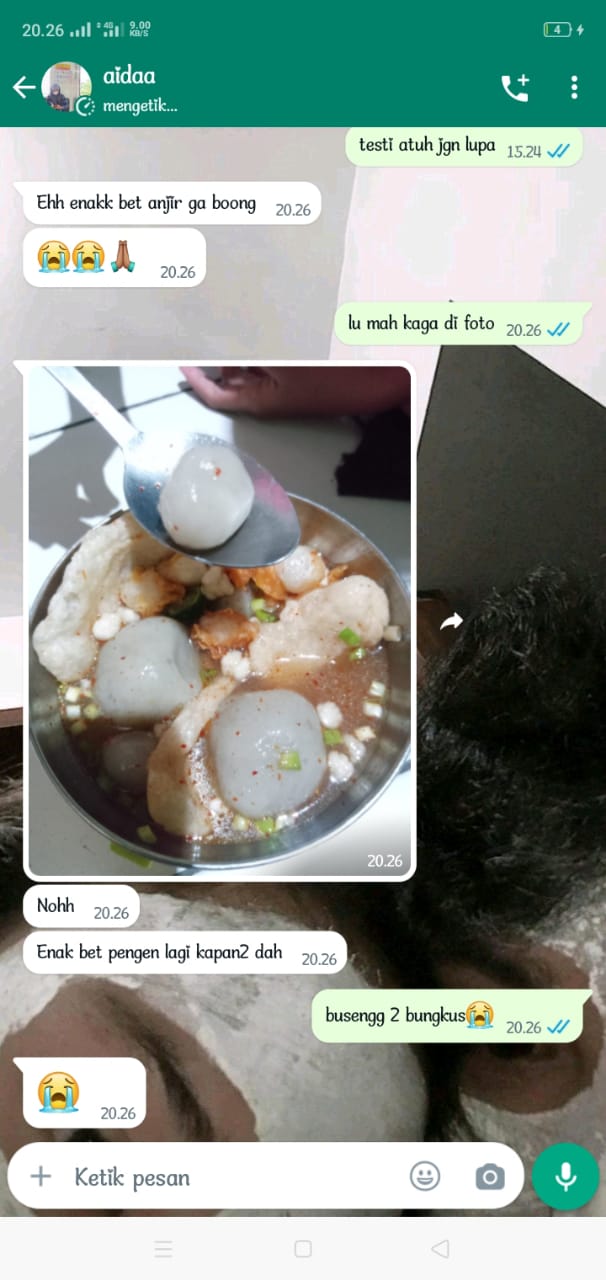 20.26 4G 9.00 KB/S 4
aidaa
mengetik...
testi atuh jgn lupa 15.24
Ehh enakk bet anjir ga boong 20.26
😭😭🙏🏾 20.26
lu mah kaga di foto 20.26
20.26
Nohh 20.26
Enak bet pengen lagi kapan2 dah 20.26
busengg 2 bungkus😭 20.26
😭 20.26
Ketik pesan